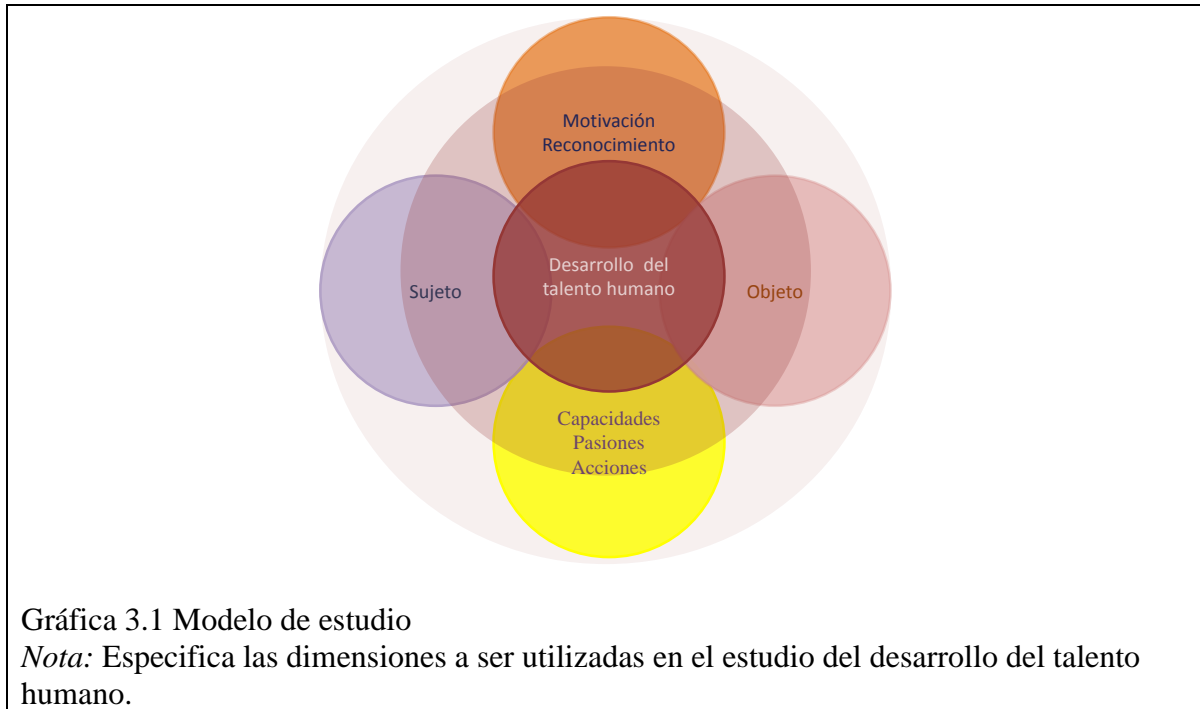 Motivación
Reconocimiento
Desarrollo del
talento humano
Sujeto
Objeto
Capacidades
Pasiones
Acciones
Gráfica 3.1 Modelo de estudio
Nota: Especifica las dimensiones a ser utilizadas en el estudio del desarrollo del talento
humano.